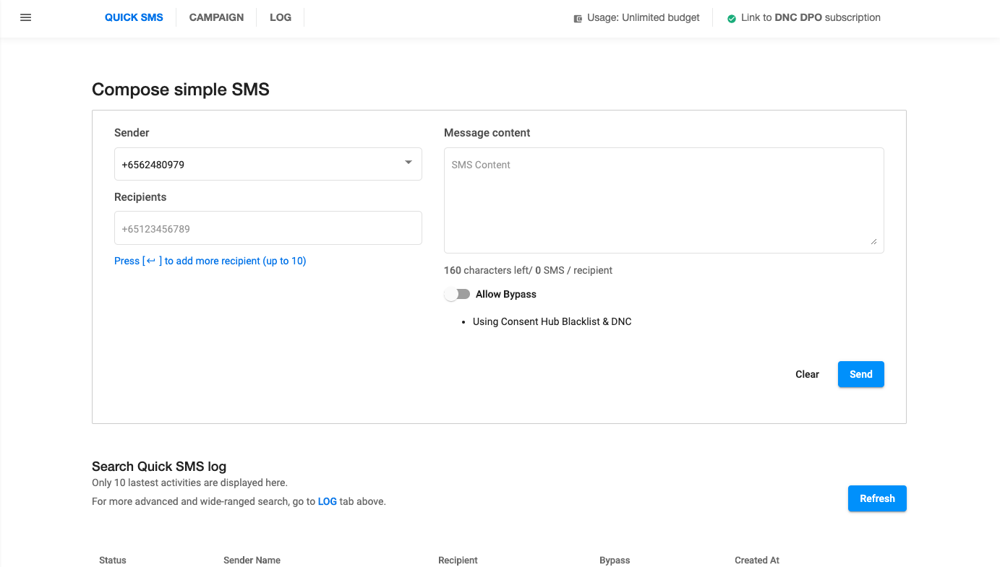 QUICK SMS CAMPAIGN LOG Usage: Unlimited budget Link to DNC DPO subscription
Compose simple SMS
Sender
+6562480979
Recipients
+65123456789
Press [↵ ] to add more recipient (up to 10)
Message content
SMS Content
160 characters left/ 0 SMS / recipient
Allow Bypass
• Using Consent Hub Blacklist & DNC
Clear Send
Search Quick SMS log
Only 10 lastest activities are displayed here.
For more advanced and wide-ranged search, go to LOG tab above.
Refresh
Status Sender Name Recipient Bypass Created At